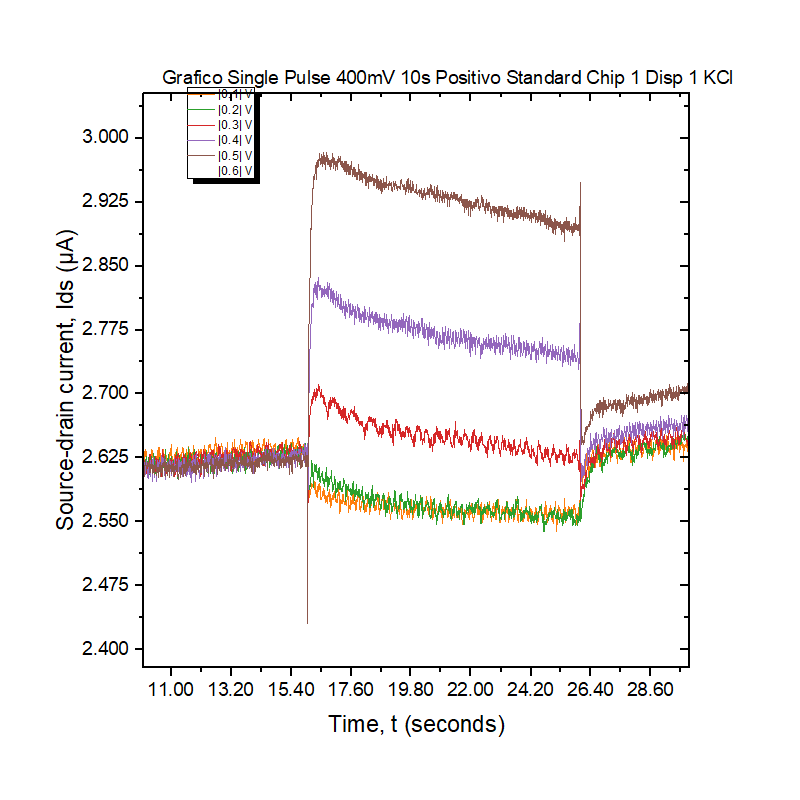 Grafico Single Pulse 400mV 10s Positivo Standard Chip 1 Disp 1 KCl
|0.1| V
|0.2| V
|0.3| V
|0.4| V
|0.5| V
|0.6| V
3.000
2.925
2.850
2.775
2.700
2.625
2.550
2.475
2.400
Source-drain current, Ids (μA)
11.00 13.20 15.40 17.60 19.80 22.00 24.20 26.40 28.60
Time, t (seconds)